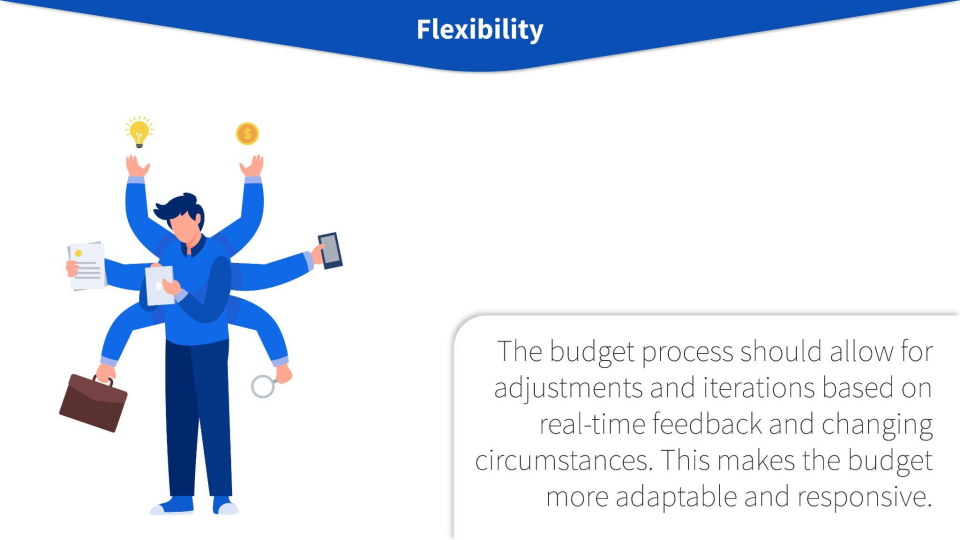 Flexibility
$
The budget process should allow for
adjustments and iterations based on
real-time feedback and changing
circumstances. This makes the budget
more adaptable and responsive.